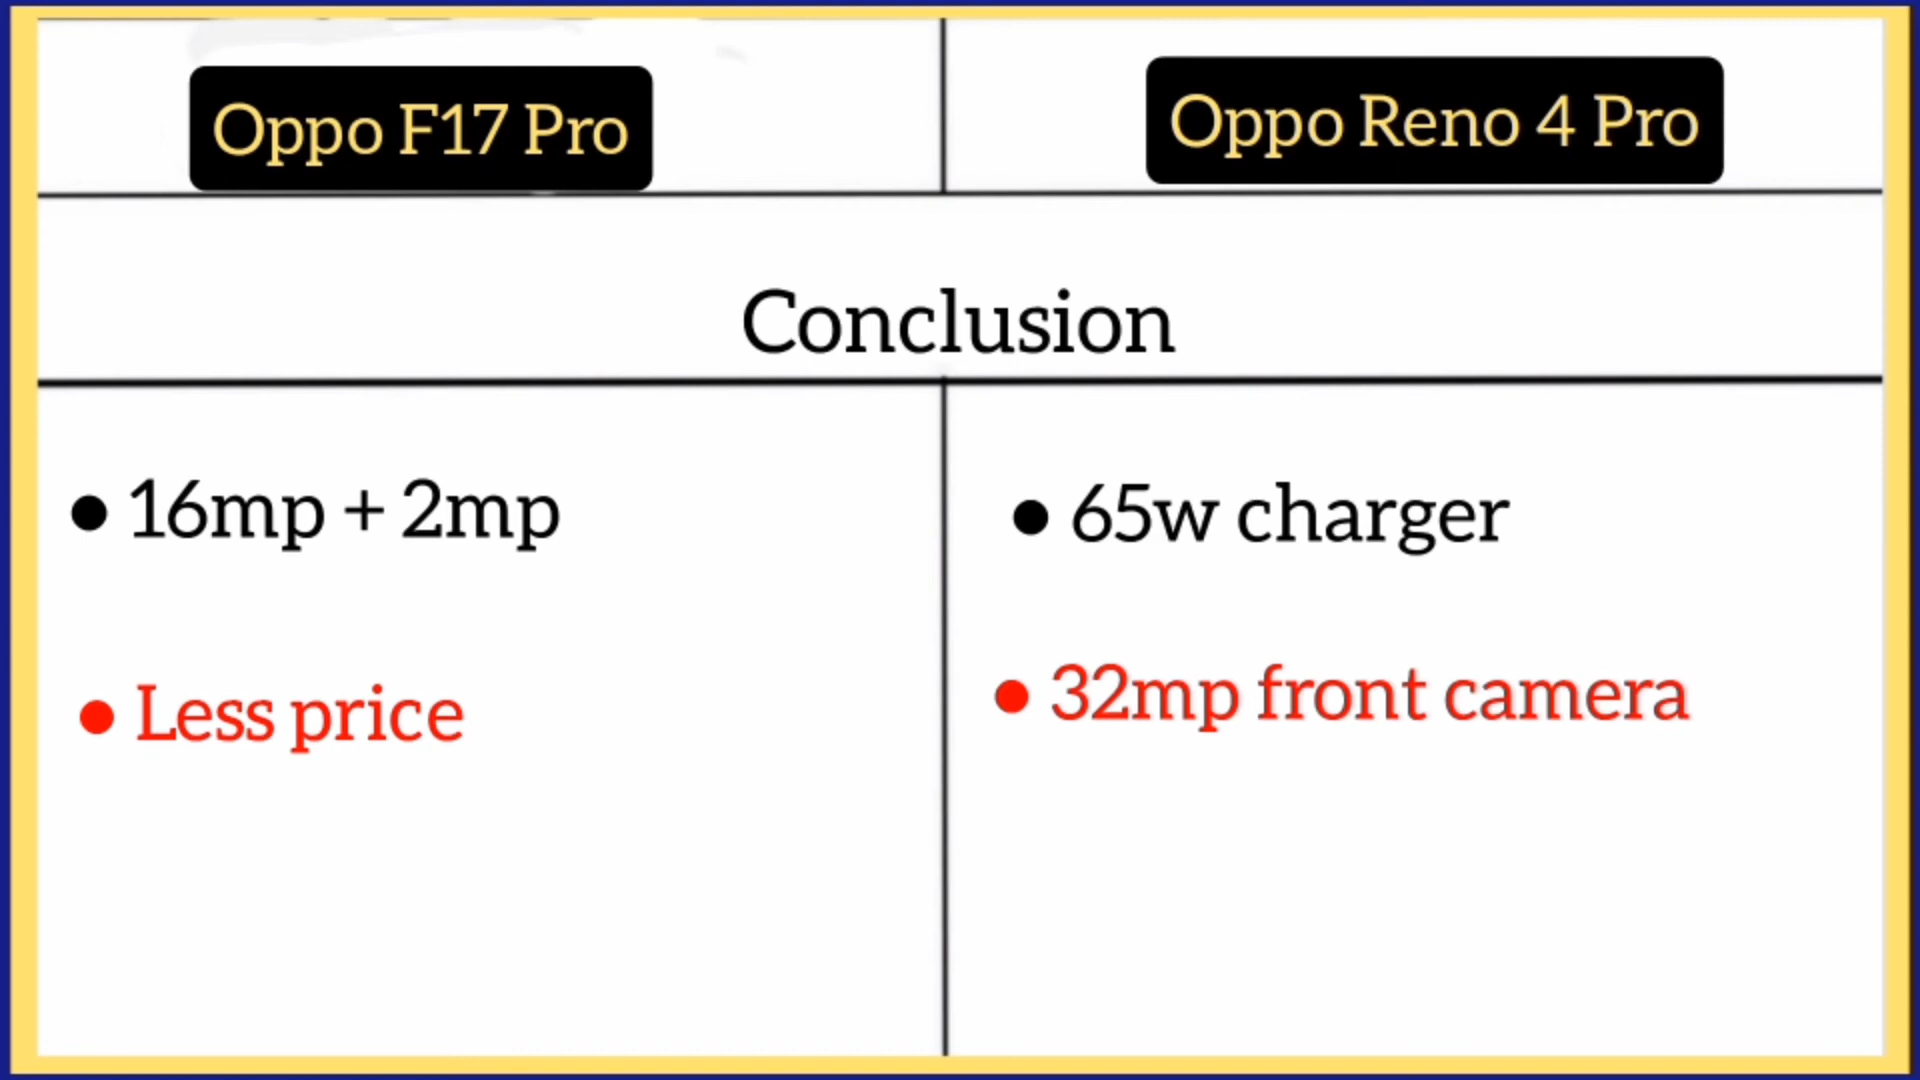 Oppo F17 Pro
Oppo Reno 4 Pro
Conclusion
● 16mp + 2mp
● Less price
● 65w charger
● 32mp front camera